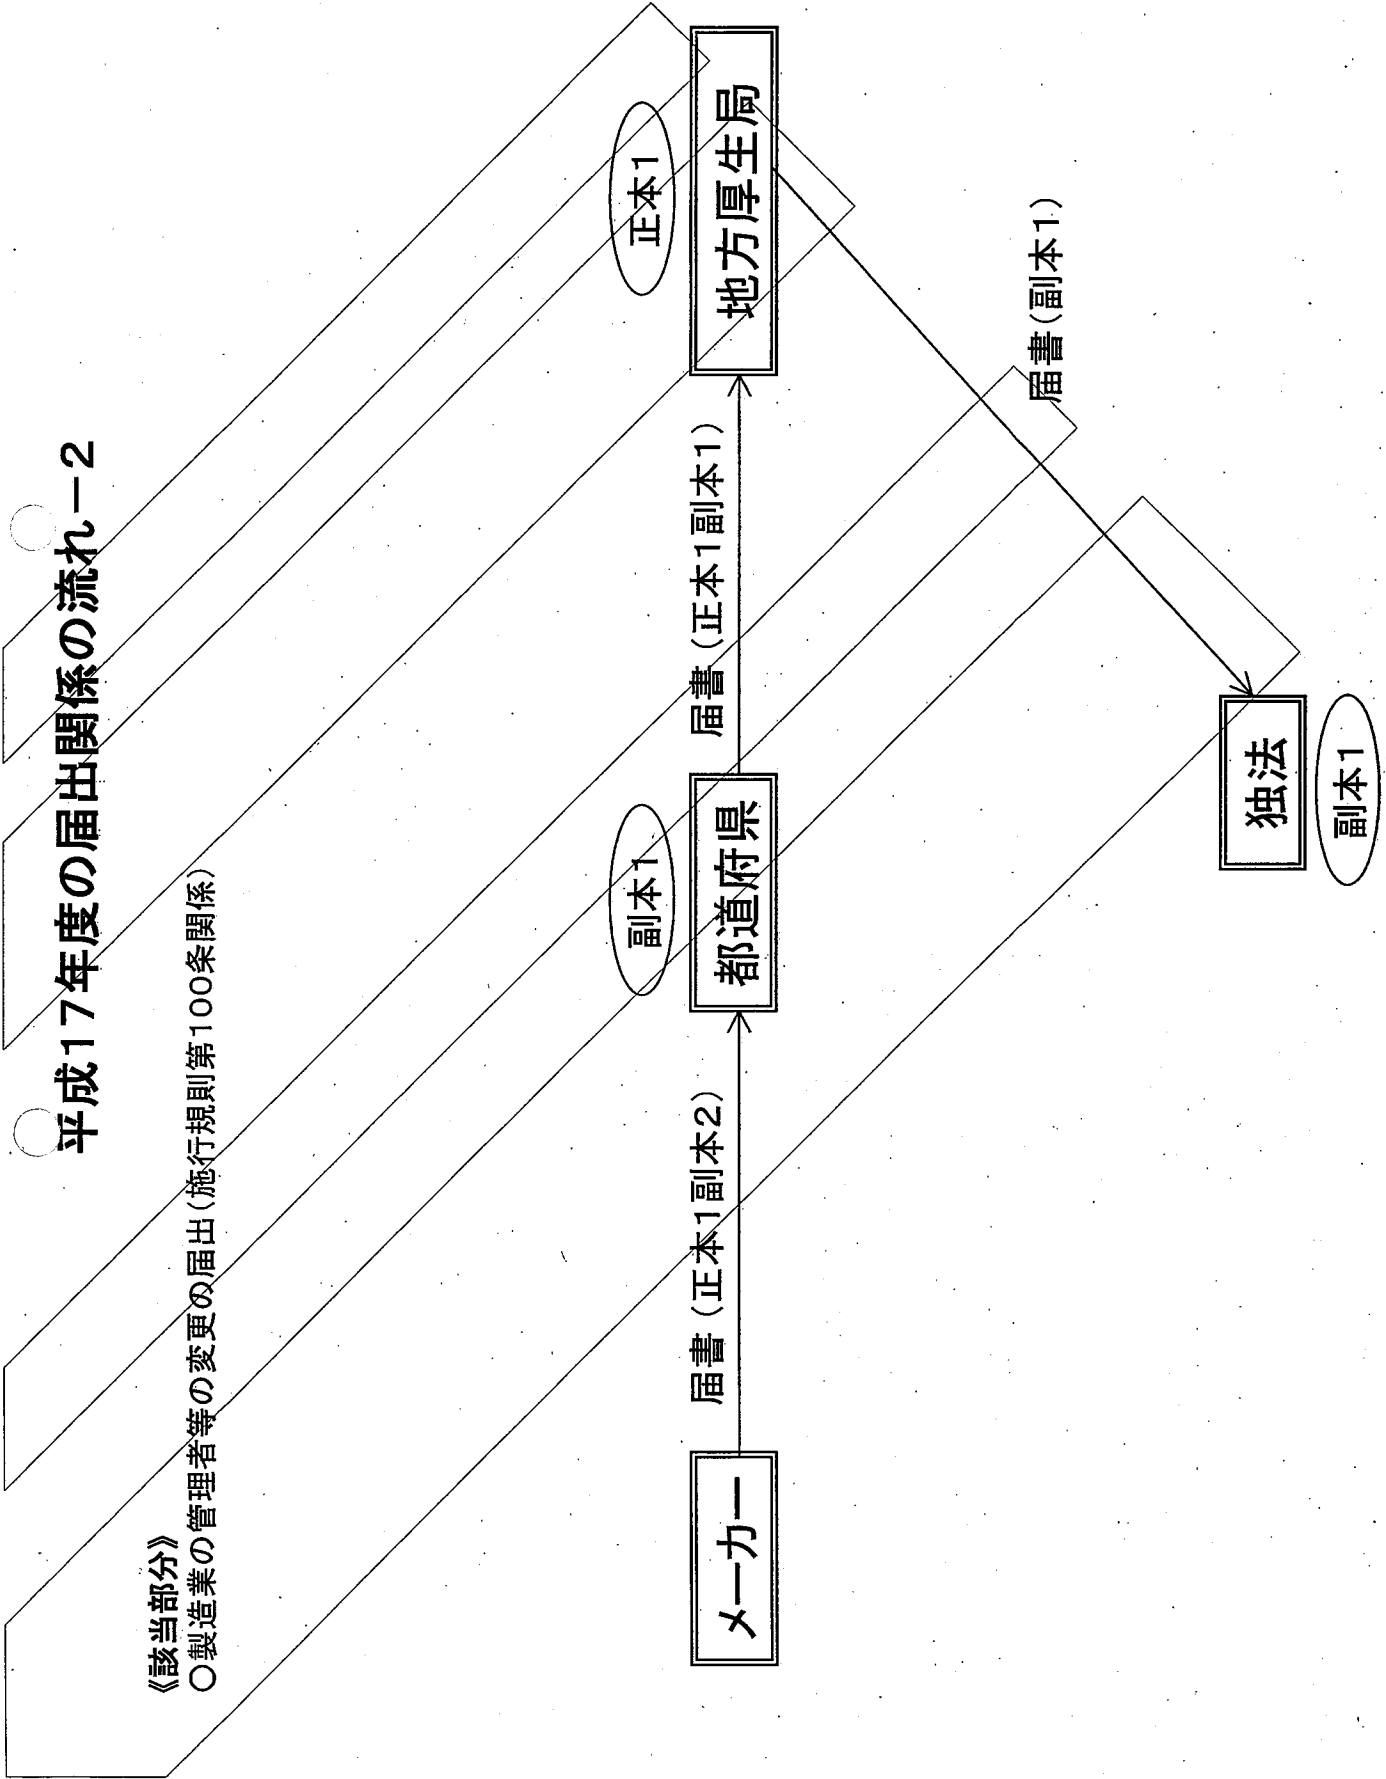 平成17年度の届出関係の流れ－2
《該当部分》
○製造業の管理者等の変更の届出(施行規則第100条関係)
副本1
正本1
メーカー
届書(正本1副本2)
都道府県
届書(正本1副本1)
地方厚生局
届書(副本1)
独法
副本1